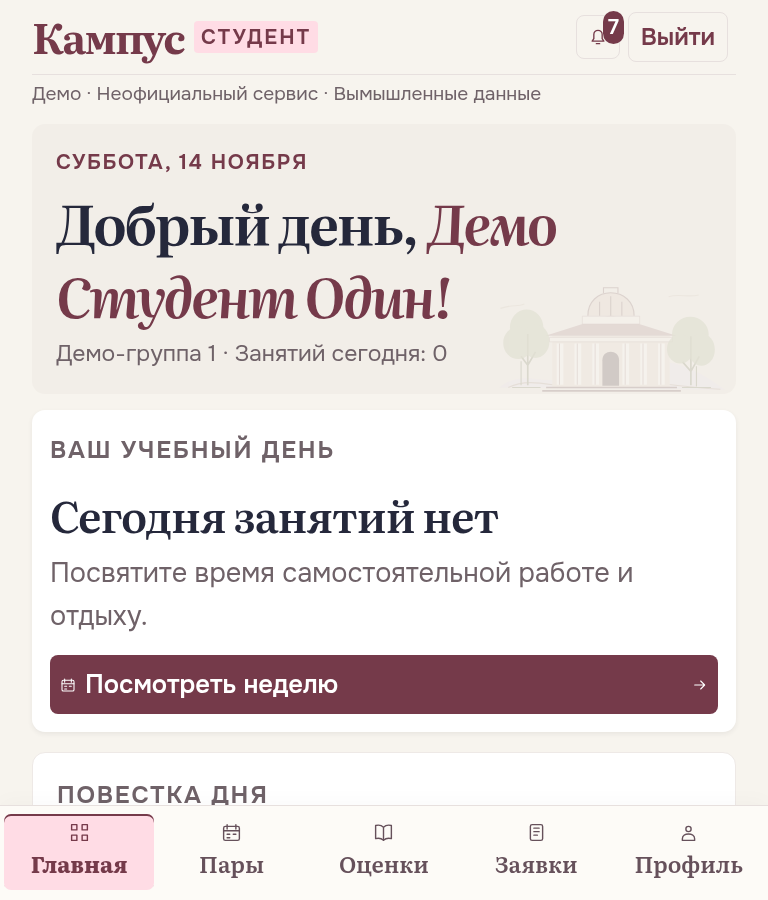 Кампус СТУДЕНТ 7 Выйти
Демо · Неофициальный сервис · Вымышленные данные
СУББОТА, 14 НОЯБРЯ
Добрый день, Демо
Студент Один!
Демо-группа 1 · Занятий сегодня: 0
ВАШ УЧЕБНЫЙ ДЕНЬ
Сегодня занятий нет
Посвятите время самостоятельной работе и
отдыху.
Посмотреть неделю
ПОВЕСТКА ДНЯ
Главная Пары Оценки Заявки Профиль